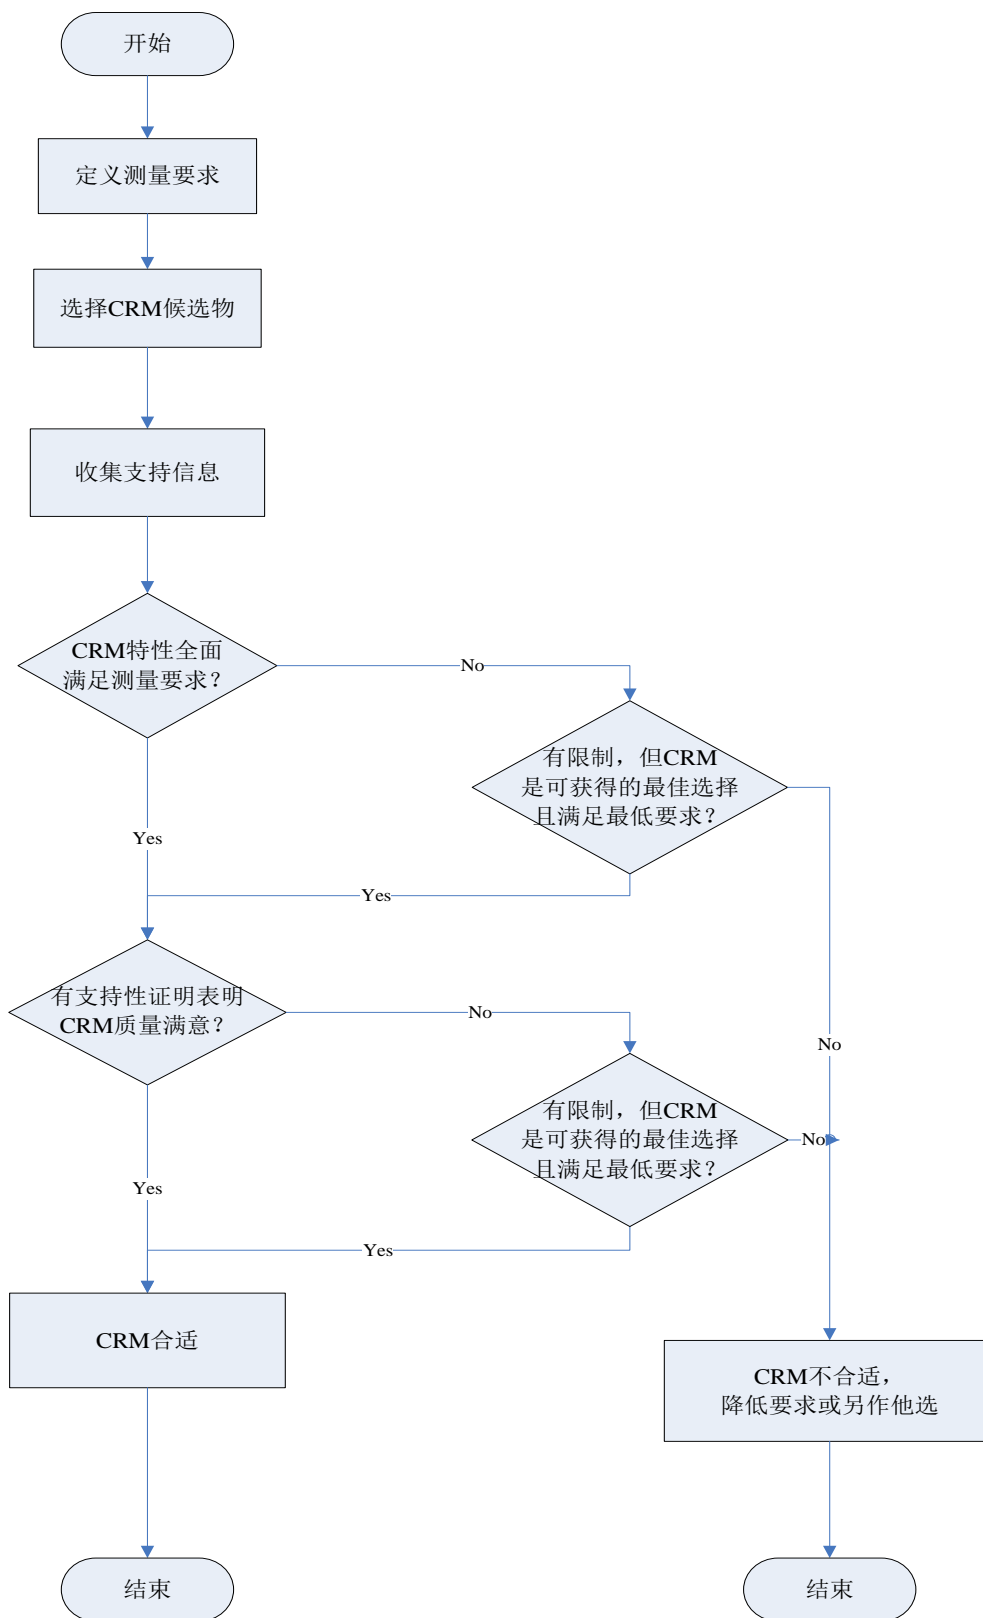 开始
定义测量要求
选择CRM候选物
收集支持信息
CRM特性全面
满足测量要求？
No
有限制，但CRM
是可获得的最佳选择
且满足最低要求？
Yes
Yes
有支持性证明表明
CRM质量满意？
No
No
有限制，但CRM
是可获得的最佳选择
且满足最低要求？
No
Yes
Yes
CRM合适
CRM不合适，
降低要求或另作他选
结束
结束